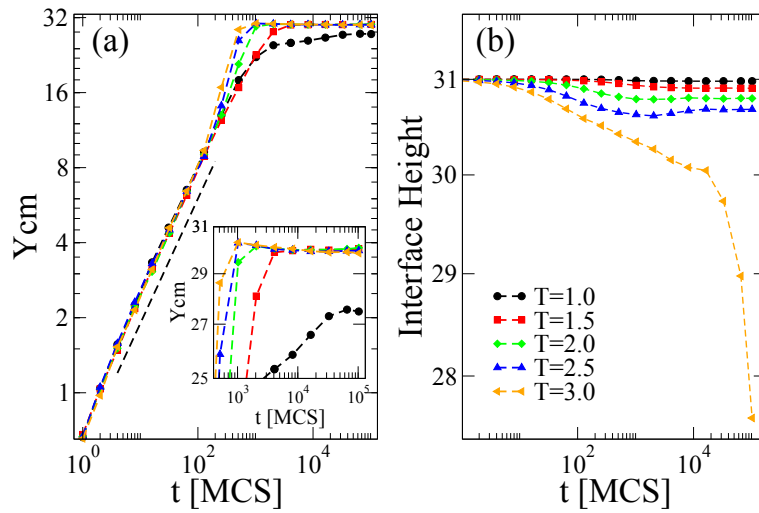 (a)
Ycm
32
16
8
4
2
1
10^0
10^2
10^4
t [MCS]
Ycm
30
29
27
25
10^3
10^4
10^5
t [MCS]
(b)
Interface Height
31
30
29
28
10^2
10^4
t [MCS]
T=1.0
T=1.5
T=2.0
T=2.5
T=3.0